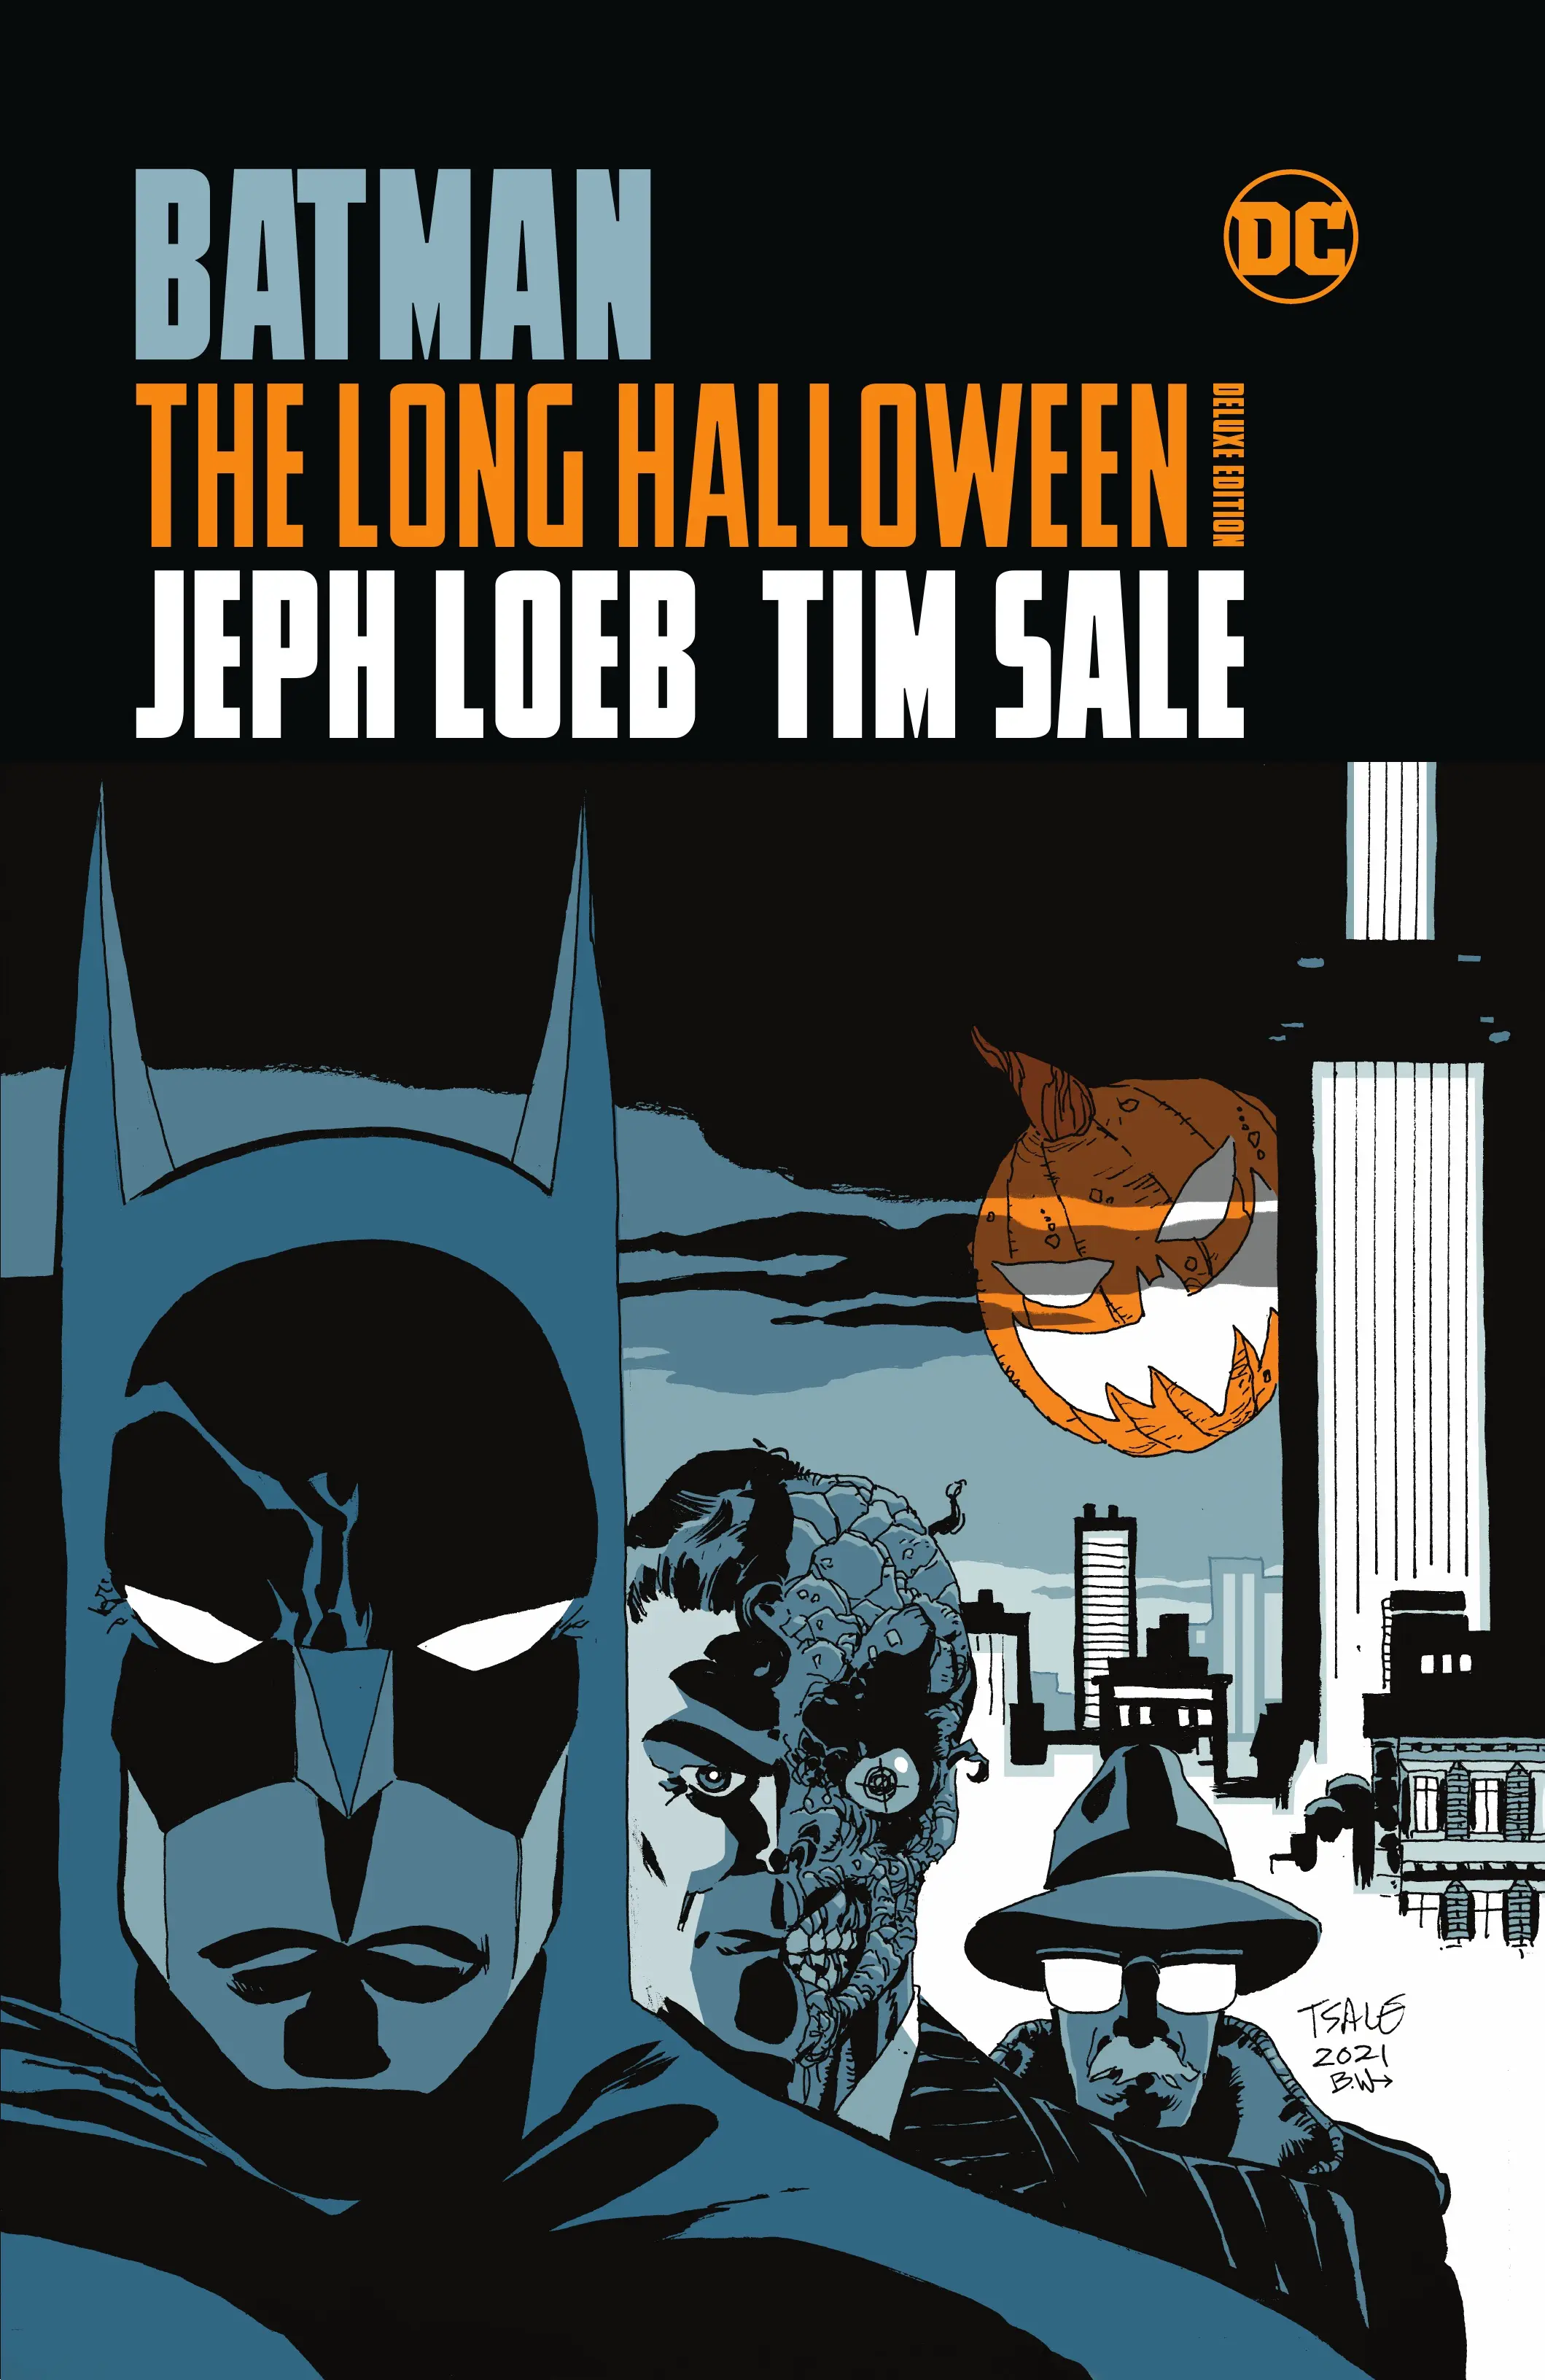 BATMAN
DC
THE LONG HALLOWEEN
DELUXE EDITION
JEPH LOEB TIM SALE
TSALE
2021
B.W→